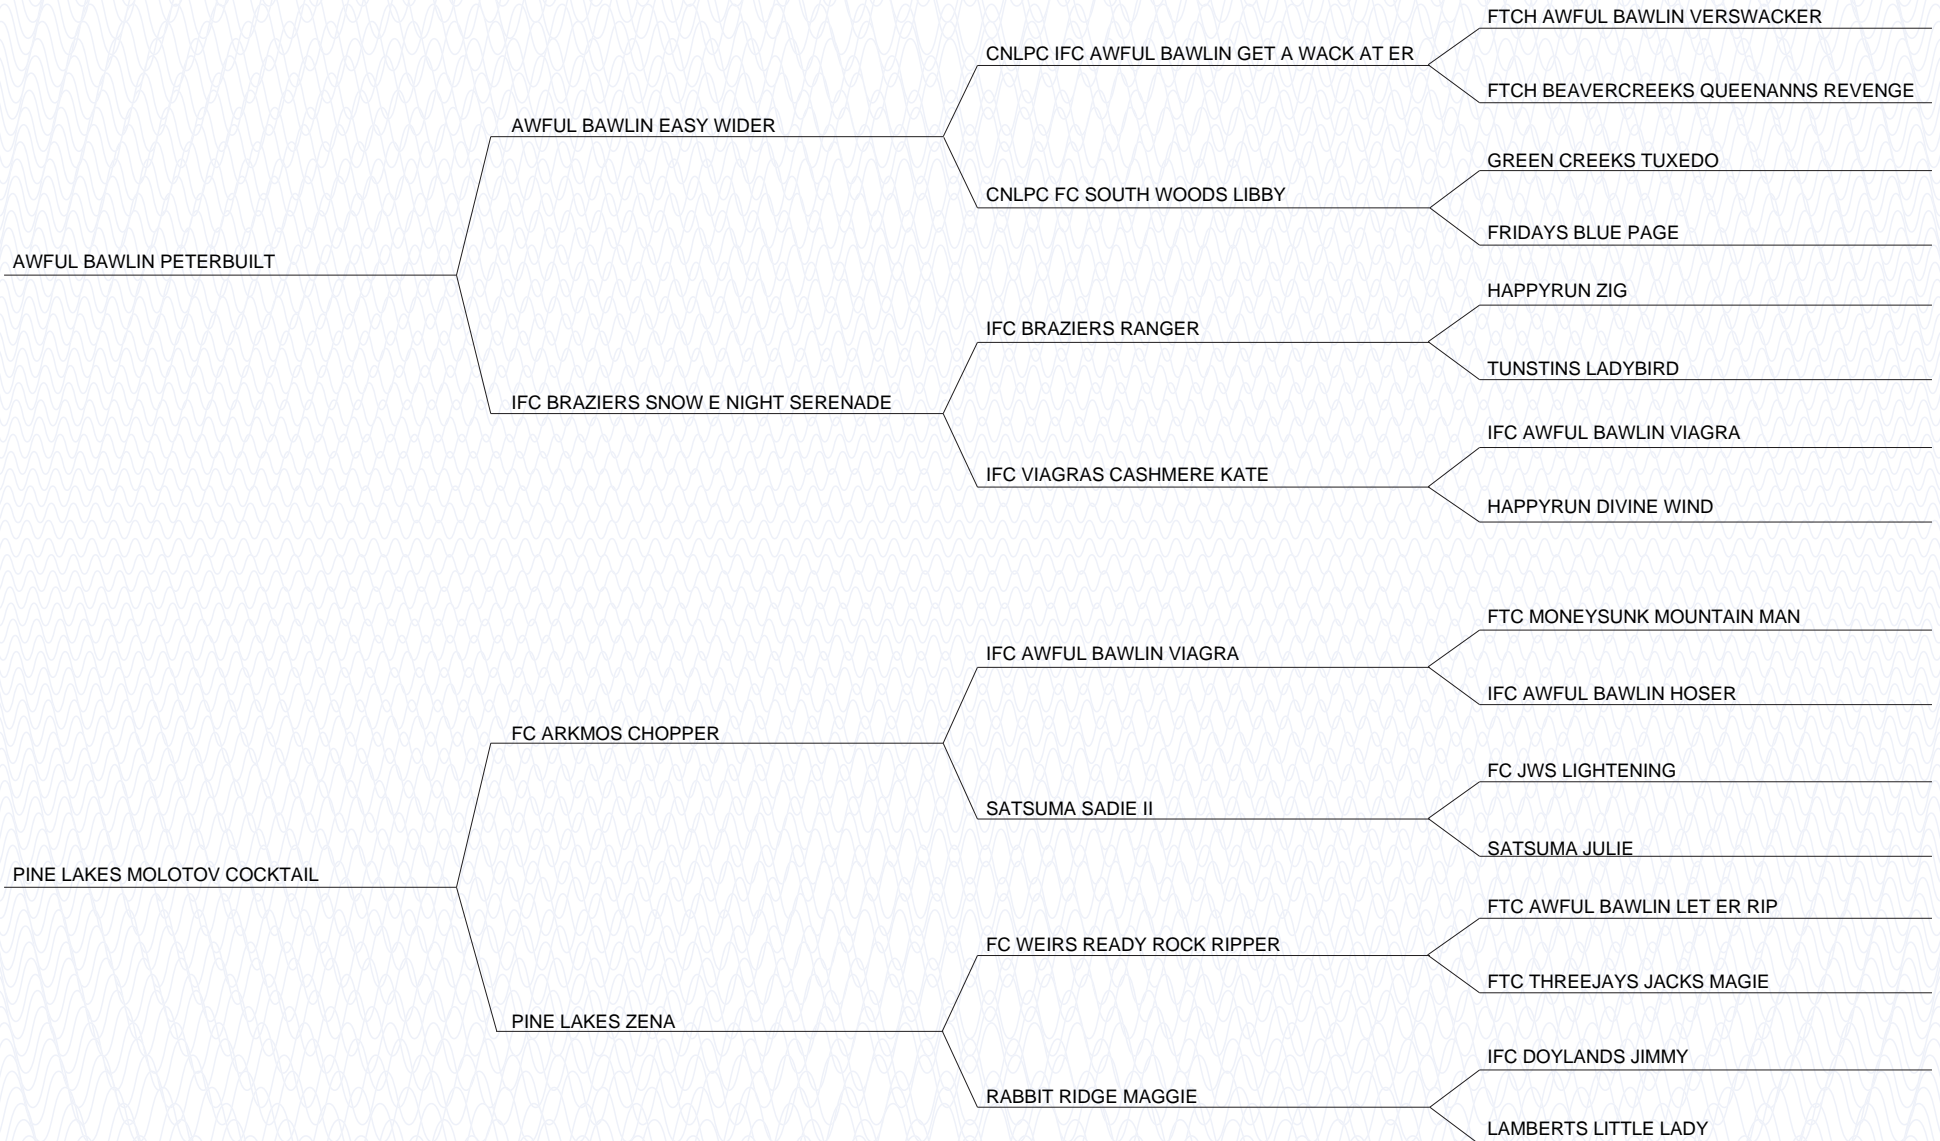 FTCH AWFUL BAWLIN VERSWACKER
CNLPC IFC AWFUL BAWLIN GET A WACK AT ER
FTCH BEAVERCREEKS QUEENANNS REVENGE
AWFUL BAWLIN EASY WIDER
GREEN CREEKS TUXEDO
CNLPC FC SOUTH WOODS LIBBY
FRIDAYS BLUE PAGE
AWFUL BAWLIN PETERBUILT
HAPPYRUN ZIG
IFC BRAZIERS RANGER
TUNSTINS LADYBIRD
IFC BRAZIERS SNOW E NIGHT SERENADE
IFC AWFUL BAWLIN VIAGRA
IFC VIAGRAS CASHMERE KATE
HAPPYRUN DIVINE WIND
FTC MONEYSUNK MOUNTAIN MAN
IFC AWFUL BAWLIN VIAGRA
IFC AWFUL BAWLIN HOSER
FC ARKMOS CHOPPER
FC JWS LIGHTENING
SATSUMA SADIE II
SATSUMA JULIE
PINE LAKES MOLOTOV COCKTAIL
FTC AWFUL BAWLIN LET ER RIP
FC WEIRS READY ROCK RIPPER
FTC THREEJAYS JACKS MAGIE
PINE LAKES ZENA
IFC DOYLANDS JIMMY
RABBIT RIDGE MAGGIE
LAMBERTS LITTLE LADY